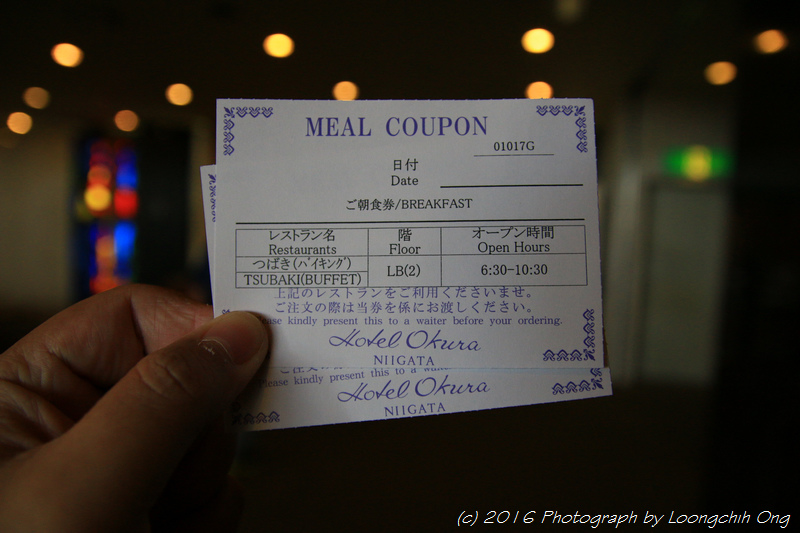 MEAL COUPON
01017G
日付
Date
ご朝食券/BREAKFAST
レストラン名 階 オープン時間
Restaurants Floor Open Hours
つばき(ﾊﾞｲｷﾝｸﾞ) LB(2) 6:30-10:30
TSUBAKI(BUFFET)
上記のレストランをご利用くださいませ。
ご注文の際は当券を係にお渡しください。
kindly present this to a waiter before your ordering.
Hotel Okura
NIIGATA
Please kindly present this to a
Hotel Okura
NIIGATA
(c) 2016 Photograph by Loongchih Ong